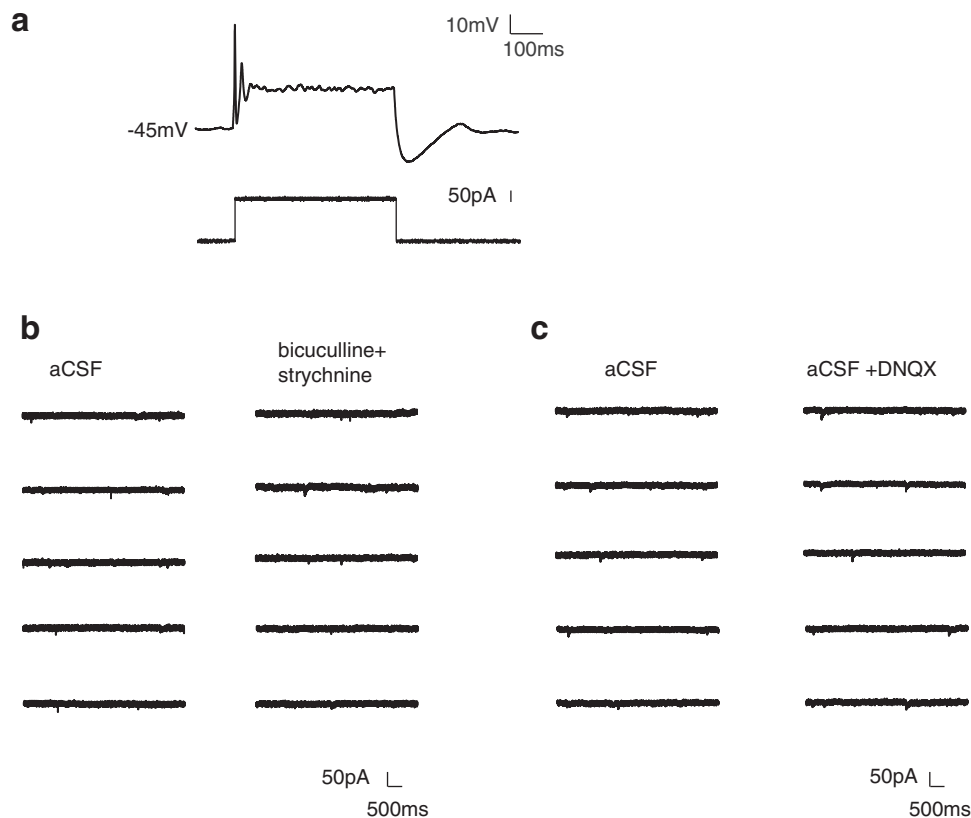 a
10mV
100ms
-45mV
50pA
b
aCSF
bicuculline+
strychnine
50pA
500ms
c
aCSF
aCSF +DNQX
50pA
500ms